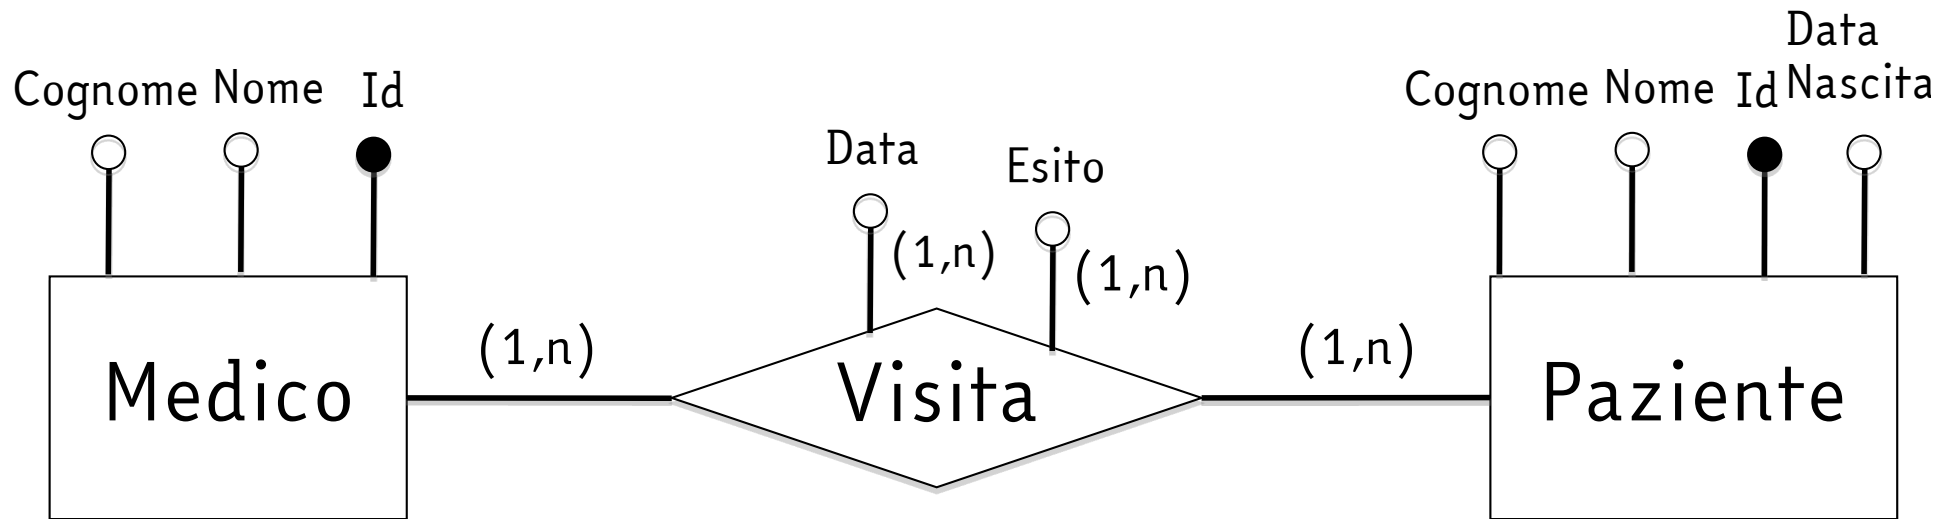 Data
Cognome Nome Id Cognome Nome Id Nascita
Data Esito
(1,n) (1,n)
(1,n) (1,n)
Medico Visita Paziente